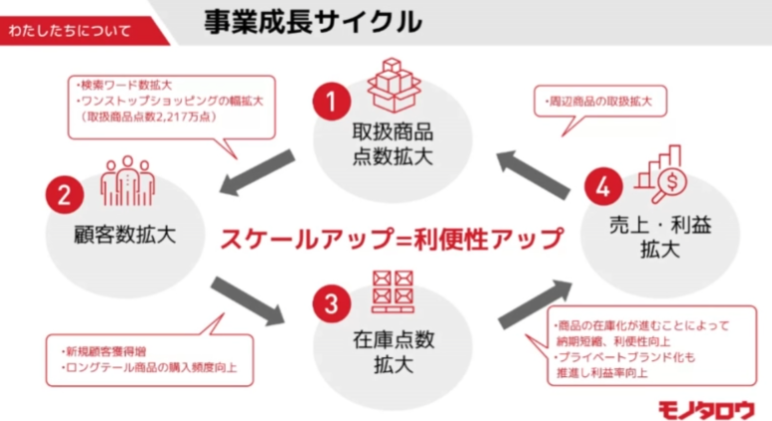 わたしたちについて
事業成長サイクル
・検索ワード数拡大
・ワンストップショッピングの幅拡大
（取扱商品点数2,217万点）
1
取扱商品
点数拡大
・周辺商品の取扱拡大
2
顧客数拡大
4
売上・利益
拡大
スケールアップ=利便性アップ
3
在庫点数
拡大
・新規顧客獲得増
・ロングテール商品の購入頻度向上
・商品の在庫化が進むことによって
納期短縮、利便性向上
・プライベートブランド化も
推進し利益率向上
モノタロウ